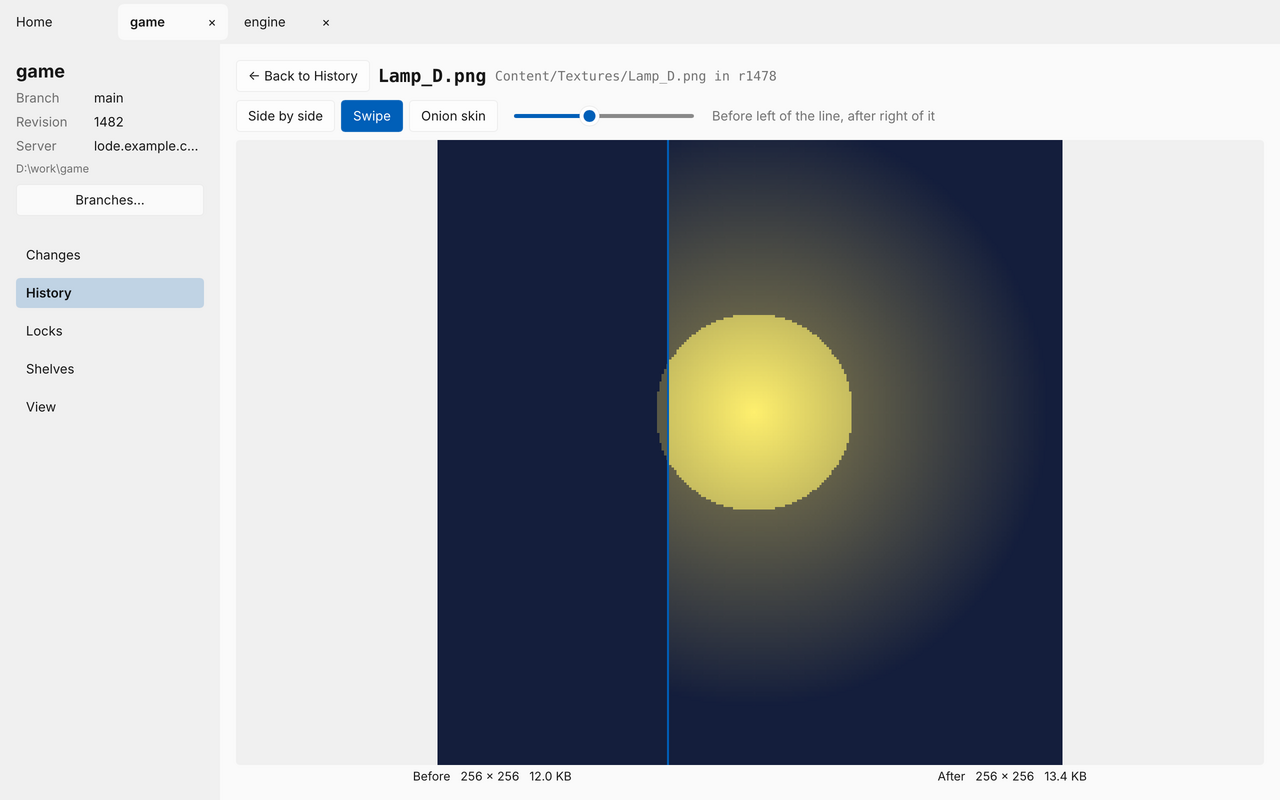 Home
game ×
engine ×
game
Branch main
Revision 1482
Server lode.example.c...
D:\work\game
Branches...
Changes
History
Locks
Shelves
View
← Back to History Lamp_D.png Content/Textures/Lamp_D.png in r1478
Side by side Swipe Onion skin Before left of the line, after right of it
Before 256 × 256 12.0 KB
After 256 × 256 13.4 KB